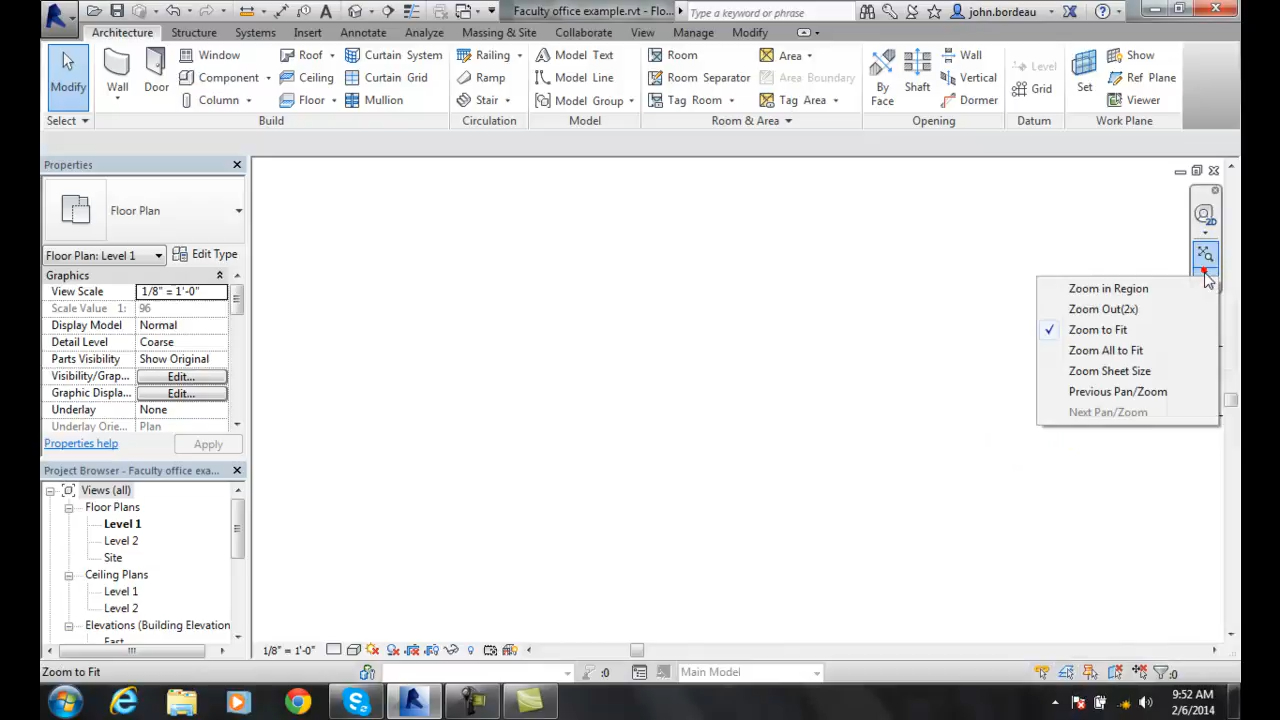 Faculty office example.rvt - Flo...
Type a keyword or phrase
john.bordeau
Architecture Structure Systems Insert Annotate Analyze Massing & Site Collaborate View Manage Modify
Modify
Select
Wall
Door
Window
Component
Column
Roof
Ceiling
Floor
Curtain System
Curtain Grid
Mullion
Build
Railing
Ramp
Stair
Circulation
Model Text
Model Line
Model Group
Model
Room
Room Separator
Tag Room
Area
Area Boundary
Tag Area
Room & Area
By
Face
Shaft
Wall
Vertical
Dormer
Opening
Level
Grid
Datum
Set
Show
Ref Plane
Viewer
Work Plane
Properties
Floor Plan
Floor Plan: Level 1
Edit Type
Graphics
View Scale 1/8" = 1'-0"
Scale Value 1: 96
Display Model Normal
Detail Level Coarse
Parts Visibility Show Original
Visibility/Grap... Edit...
Graphic Displa... Edit...
Underlay None
Underlay Orie... Plan
Properties help
Apply
Project Browser - Faculty office exa...
Views (all)
Floor Plans
Level 1
Level 2
Site
Ceiling Plans
Level 1
Level 2
Elevations (Building Elevation
East
2D
Zoom in Region
Zoom Out(2x)
Zoom to Fit
Zoom All to Fit
Zoom Sheet Size
Previous Pan/Zoom
Next Pan/Zoom
1/8" = 1'-0"
Zoom to Fit
:0
Main Model
:0
9:52 AM
2/6/2014